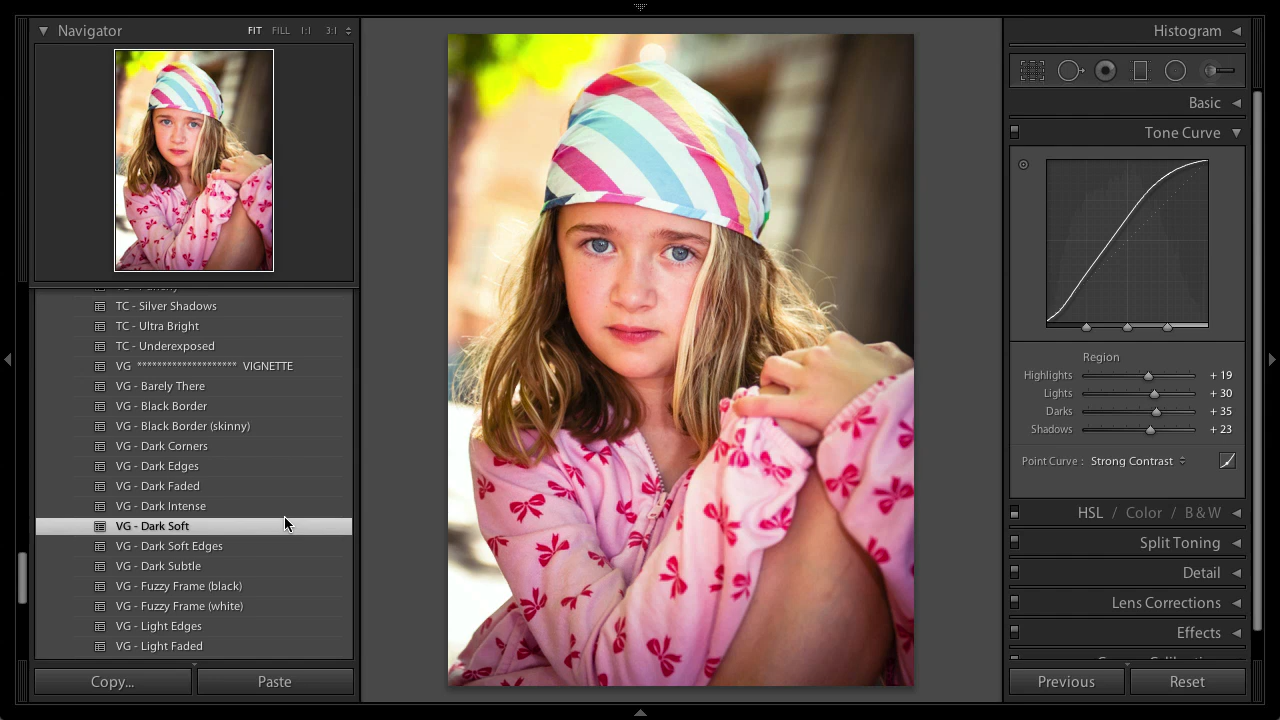 Navigator
FIT FILL 1:1 3:1
TC - Silver Shadows
TC - Ultra Bright
TC - Underexposed
VG ******************** VIGNETTE
VG - Barely There
VG - Black Border
VG - Black Border (skinny)
VG - Dark Corners
VG - Dark Edges
VG - Dark Faded
VG - Dark Intense
VG - Dark Soft
VG - Dark Soft Edges
VG - Dark Subtle
VG - Fuzzy Frame (black)
VG - Fuzzy Frame (white)
VG - Light Edges
VG - Light Faded
Copy... Paste
Histogram
Basic
Tone Curve
Region
Highlights + 19
Lights + 30
Darks + 35
Shadows + 23
Point Curve : Strong Contrast
HSL / Color / B & W
Split Toning
Detail
Lens Corrections
Effects
Previous Reset